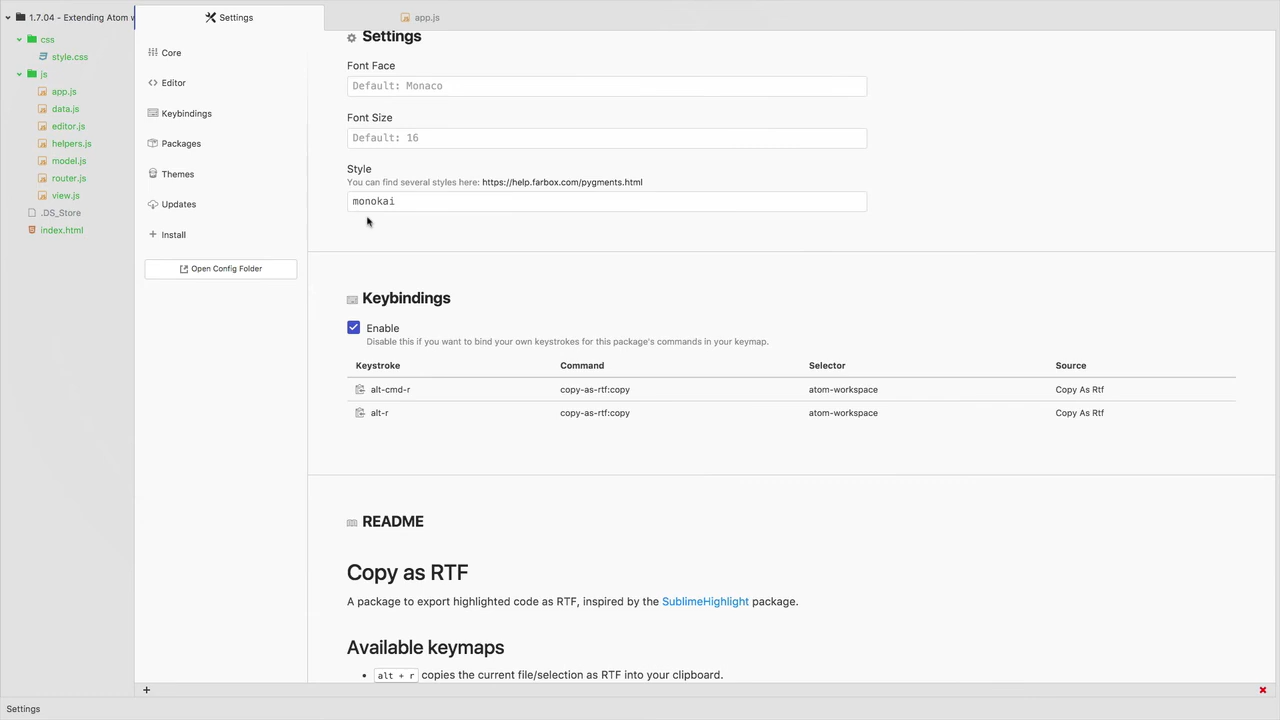 1.7.04 - Extending Atom w
Settings
app.js
css
style.css
js
app.js
data.js
editor.js
helpers.js
model.js
router.js
view.js
.DS_Store
index.html
Core
Editor
Keybindings
Packages
Themes
Updates
Install
Open Config Folder
Settings
Font Face
Default: Monaco
Font Size
Default: 16
Style
You can find several styles here: https://help.farbox.com/pygments.html
monokai
Keybindings
Enable
Disable this if you want to bind your own keystrokes for this package's commands in your keymap.
Keystroke Command Selector Source
alt-cmd-r copy-as-rtf:copy atom-workspace Copy As Rtf
alt-r copy-as-rtf:copy atom-workspace Copy As Rtf
README
Copy as RTF
A package to export highlighted code as RTF, inspired by the SublimeHighlight package.
Available keymaps
• alt + r copies the current file/selection as RTF into your clipboard.
Settings